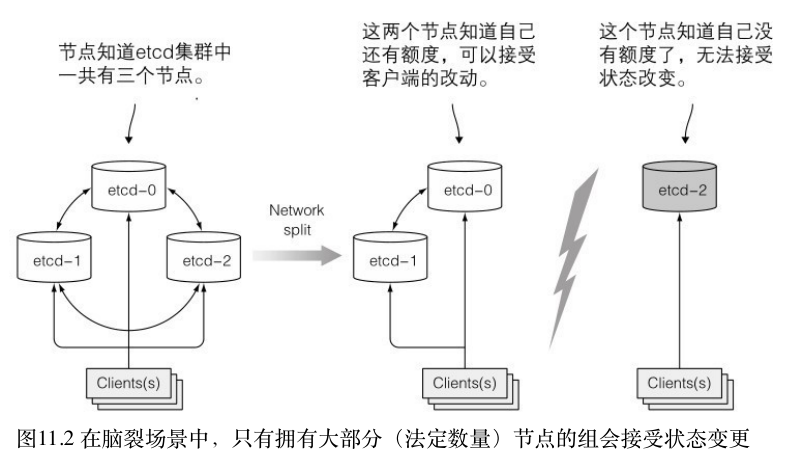 节点知道etcd集群中
一共有三个节点。
这两个节点知道自己
还有额度，可以接受
客户端的改动。
这个节点知道自己没
有额度了，无法接受
状态改变。
etcd-0
etcd-1
etcd-2
Clients(s)
Network
split
etcd-0
etcd-1
Clients(s)
etcd-2
Clients(s)
图11.2 在脑裂场景中，只有拥有大部分（法定数量）节点的组会接受状态变更